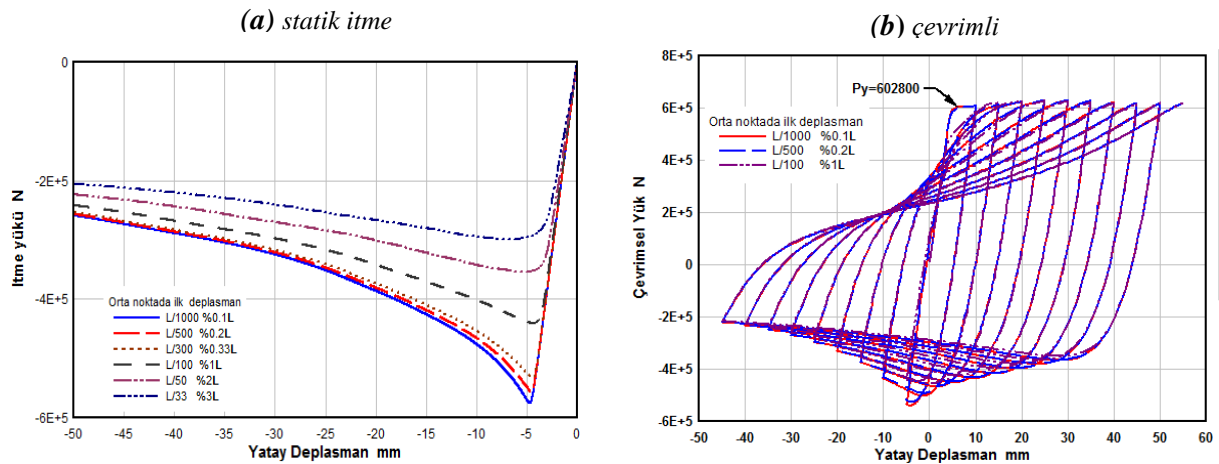 (a) statik itme
(b) çevrimli
0
-2E+5
-4E+5
-6E+5
-50 -45 -40 -35 -30 -25 -20 -15 -10 -5 0
Itme yükü N
Yatay Deplasman mm
Orta noktada ilk deplasman
L/1000 %0.1L
L/500 %0.2L
L/300 %0.33L
L/100 %1L
L/50 %2L
L/33 %3L
8E+5
6E+5
4E+5
2E+5
0
-2E+5
-4E+5
-6E+5
-50 -40 -30 -20 -10 0 10 20 30 40 50 60
Çevrimsel Yük N
Yatay Deplasman mm
Py=602800
Orta noktada ilk deplasman
L/1000 %0.1L
L/500 %0.2L
L/100 %1L